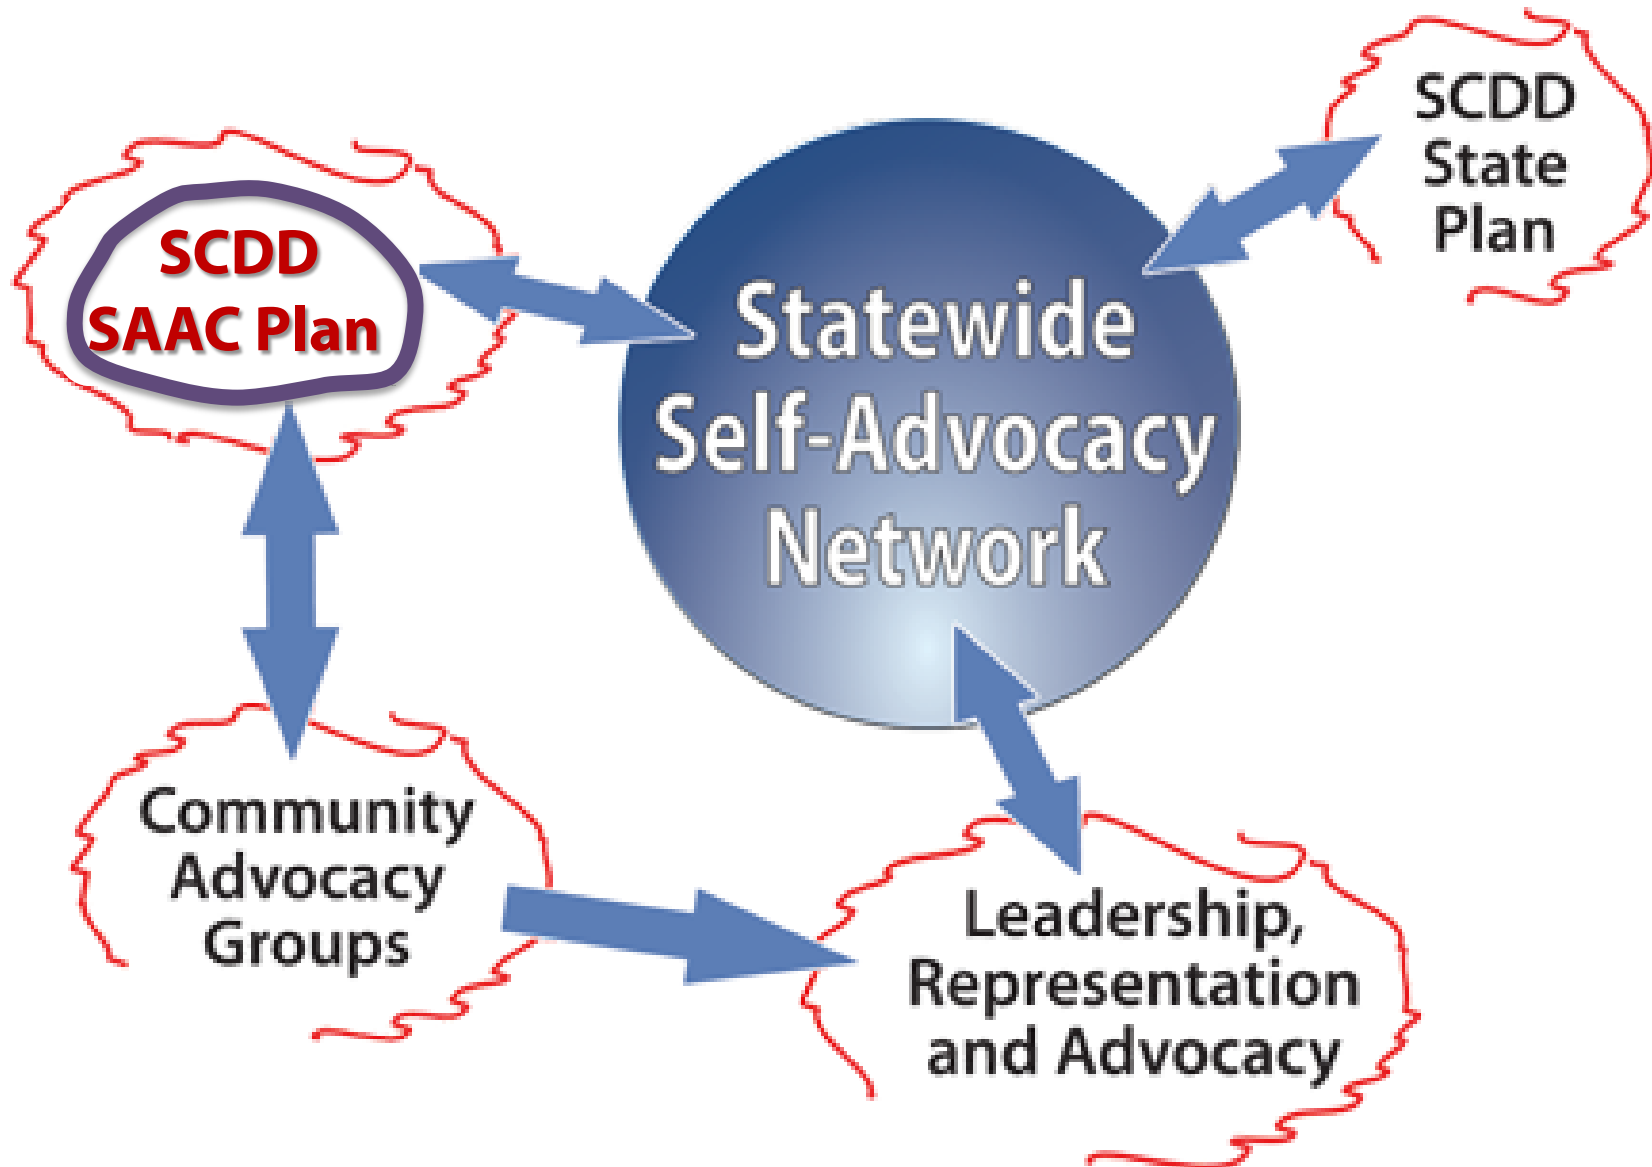 SCDD
State
Plan
SCDD
SAAC Plan
Statewide
Self-Advocacy
Network
Community
Advocacy
Groups
Leadership,
Representation
and Advocacy